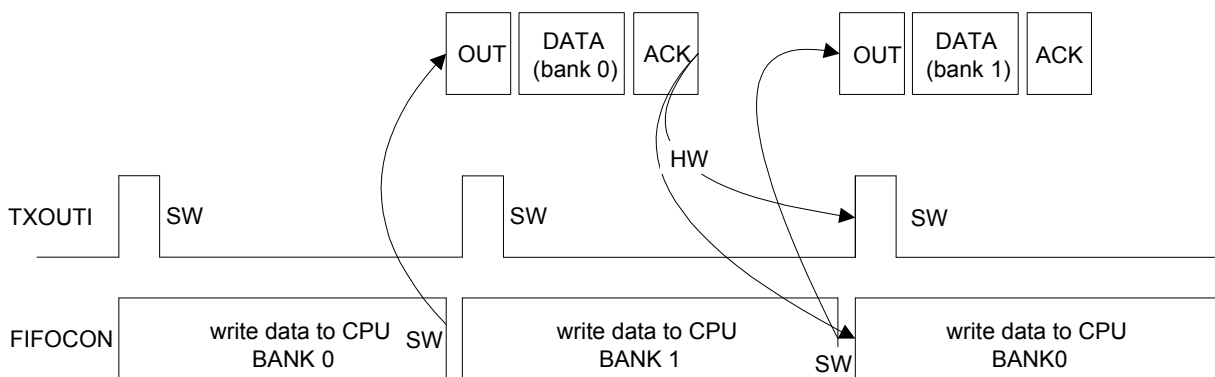 OUT
DATA
(bank 0)
ACK
OUT
DATA
(bank 1)
ACK
HW
TXOUTI
SW
SW
SW
FIFOCON
write data to CPU
BANK 0
SW
write data to CPU
BANK 1
SW
write data to CPU
BANK0